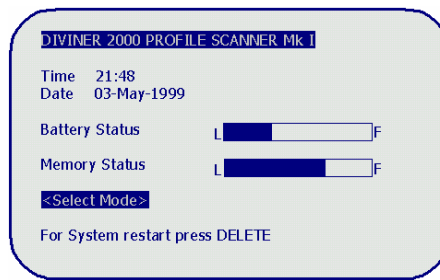 DIVINER 2000 PROFILE SCANNER Mk I
Time 21:48
Date 03-May-1999
Battery Status L F
Memory Status L F
<Select Mode>
For System restart press DELETE